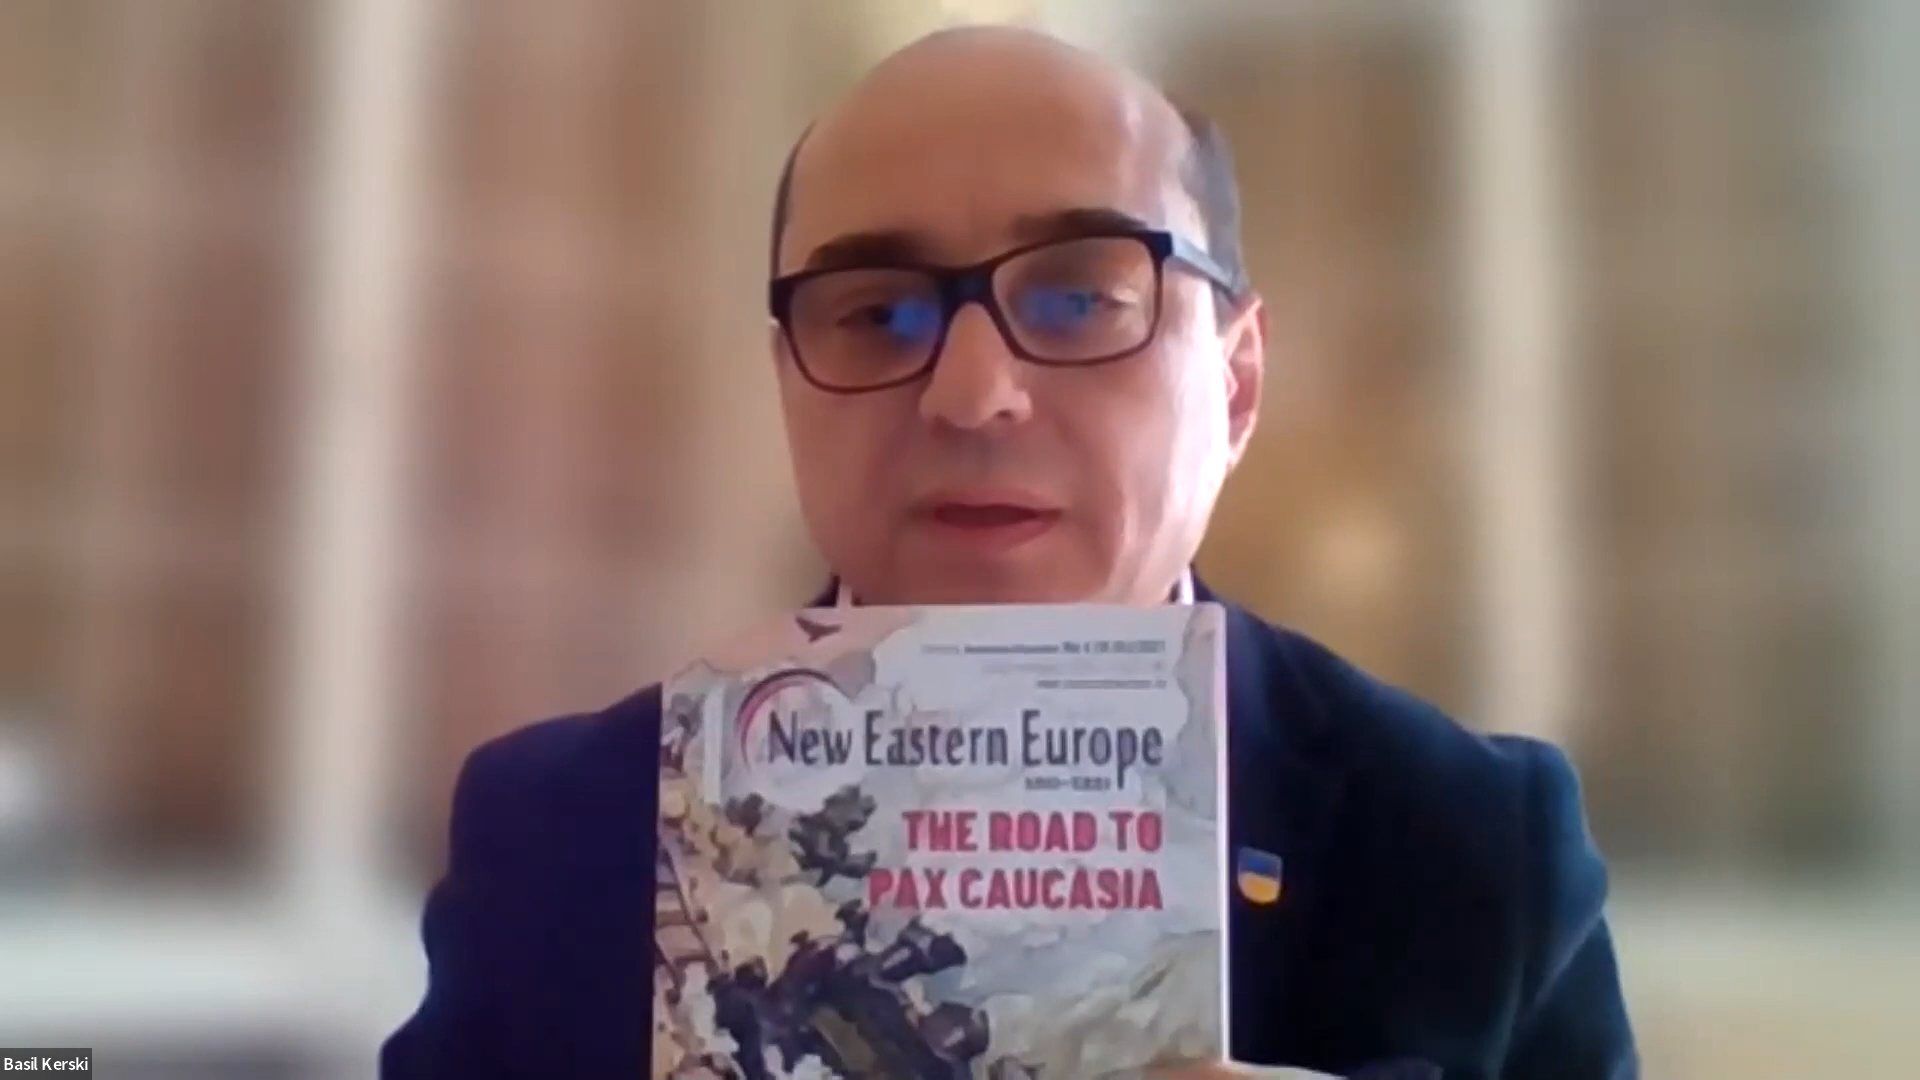 New Eastern Europe
THE ROAD TO
PAX CAUCASIA
Basil Kerski